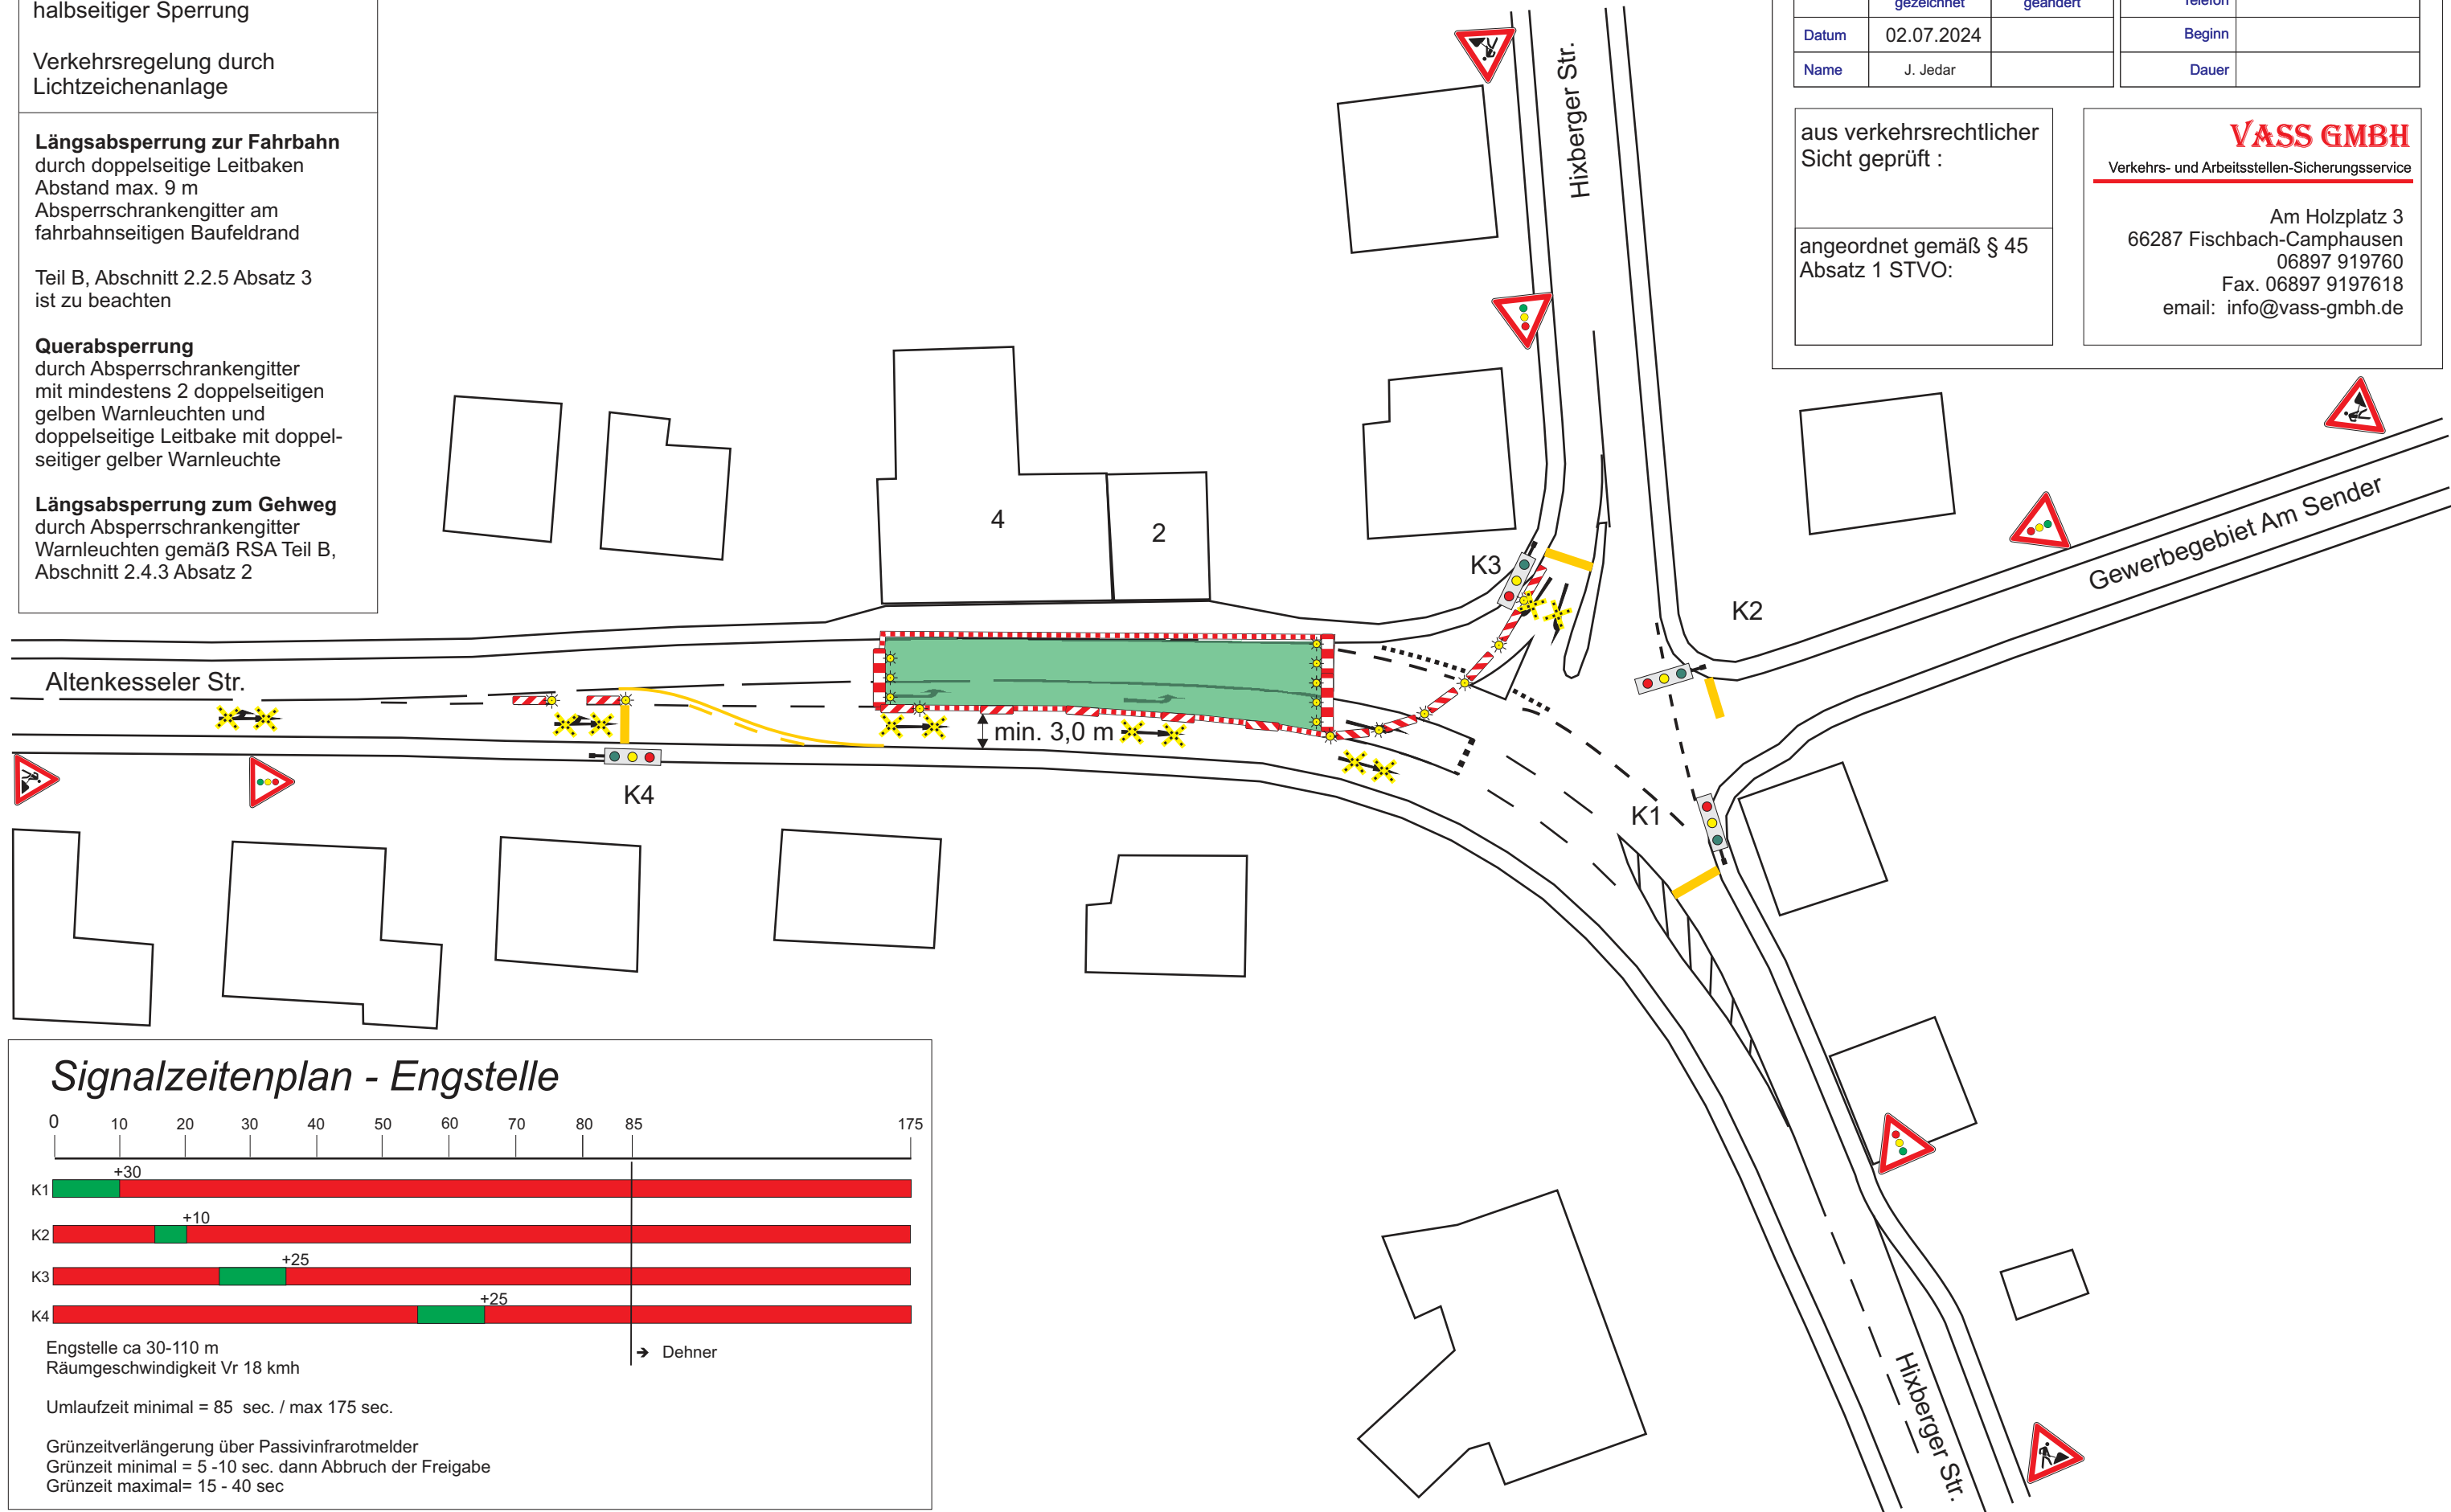 halbseitiger Sperrung
Verkehrsregelung durch
Lichtzeichenanlage
Längsabsperrung zur Fahrbahn
durch doppelseitige Leitbaken
Abstand max. 9 m
Absperrschrankengitter am
fahrbahnseitigen Baufeldrand
Teil B, Abschnitt 2.2.5 Absatz 3
ist zu beachten
Querabsperrung
durch Absperrschrankengitter
mit mindestens 2 doppelseitigen
gelben Warnleuchten und
doppelseitige Leitbake mit doppel-
seitiger gelber Warnleuchte
Längsabsperrung zum Gehweg
durch Absperrschrankengitter
Warnleuchten gemäß RSA Teil B,
Abschnitt 2.4.3 Absatz 2
gezeichnet geändert Telefon
Datum 02.07.2024 Beginn
Name J. Jedar Dauer
aus verkehrsrechtlicher
Sicht geprüft :
angeordnet gemäß § 45
Absatz 1 STVO:
VASS GMBH
Verkehrs- und Arbeitsstellen-Sicherungsservice
Am Holzplatz 3
66287 Fischbach-Camphausen
06897 919760
Fax. 06897 9197618
email: info@vass-gmbh.de
Hixberger Str.
Gewerbegebiet Am Sender
4
2
K3
K2
Altenkesseler Str.
min. 3,0 m
K4
K1
Hixberger Str.
Signalzeitenplan - Engstelle
0 10 20 30 40 50 60 70 80 85 175
+30
K1
+10
K2
+25
K3
+25
K4
Engstelle ca 30-110 m
Räumgeschwindigkeit Vr 18 kmh
➔ Dehner
Umlaufzeit minimal = 85 sec. / max 175 sec.
Grünzeitverlängerung über Passivinfrarotmelder
Grünzeit minimal = 5 -10 sec. dann Abbruch der Freigabe
Grünzeit maximal= 15 - 40 sec